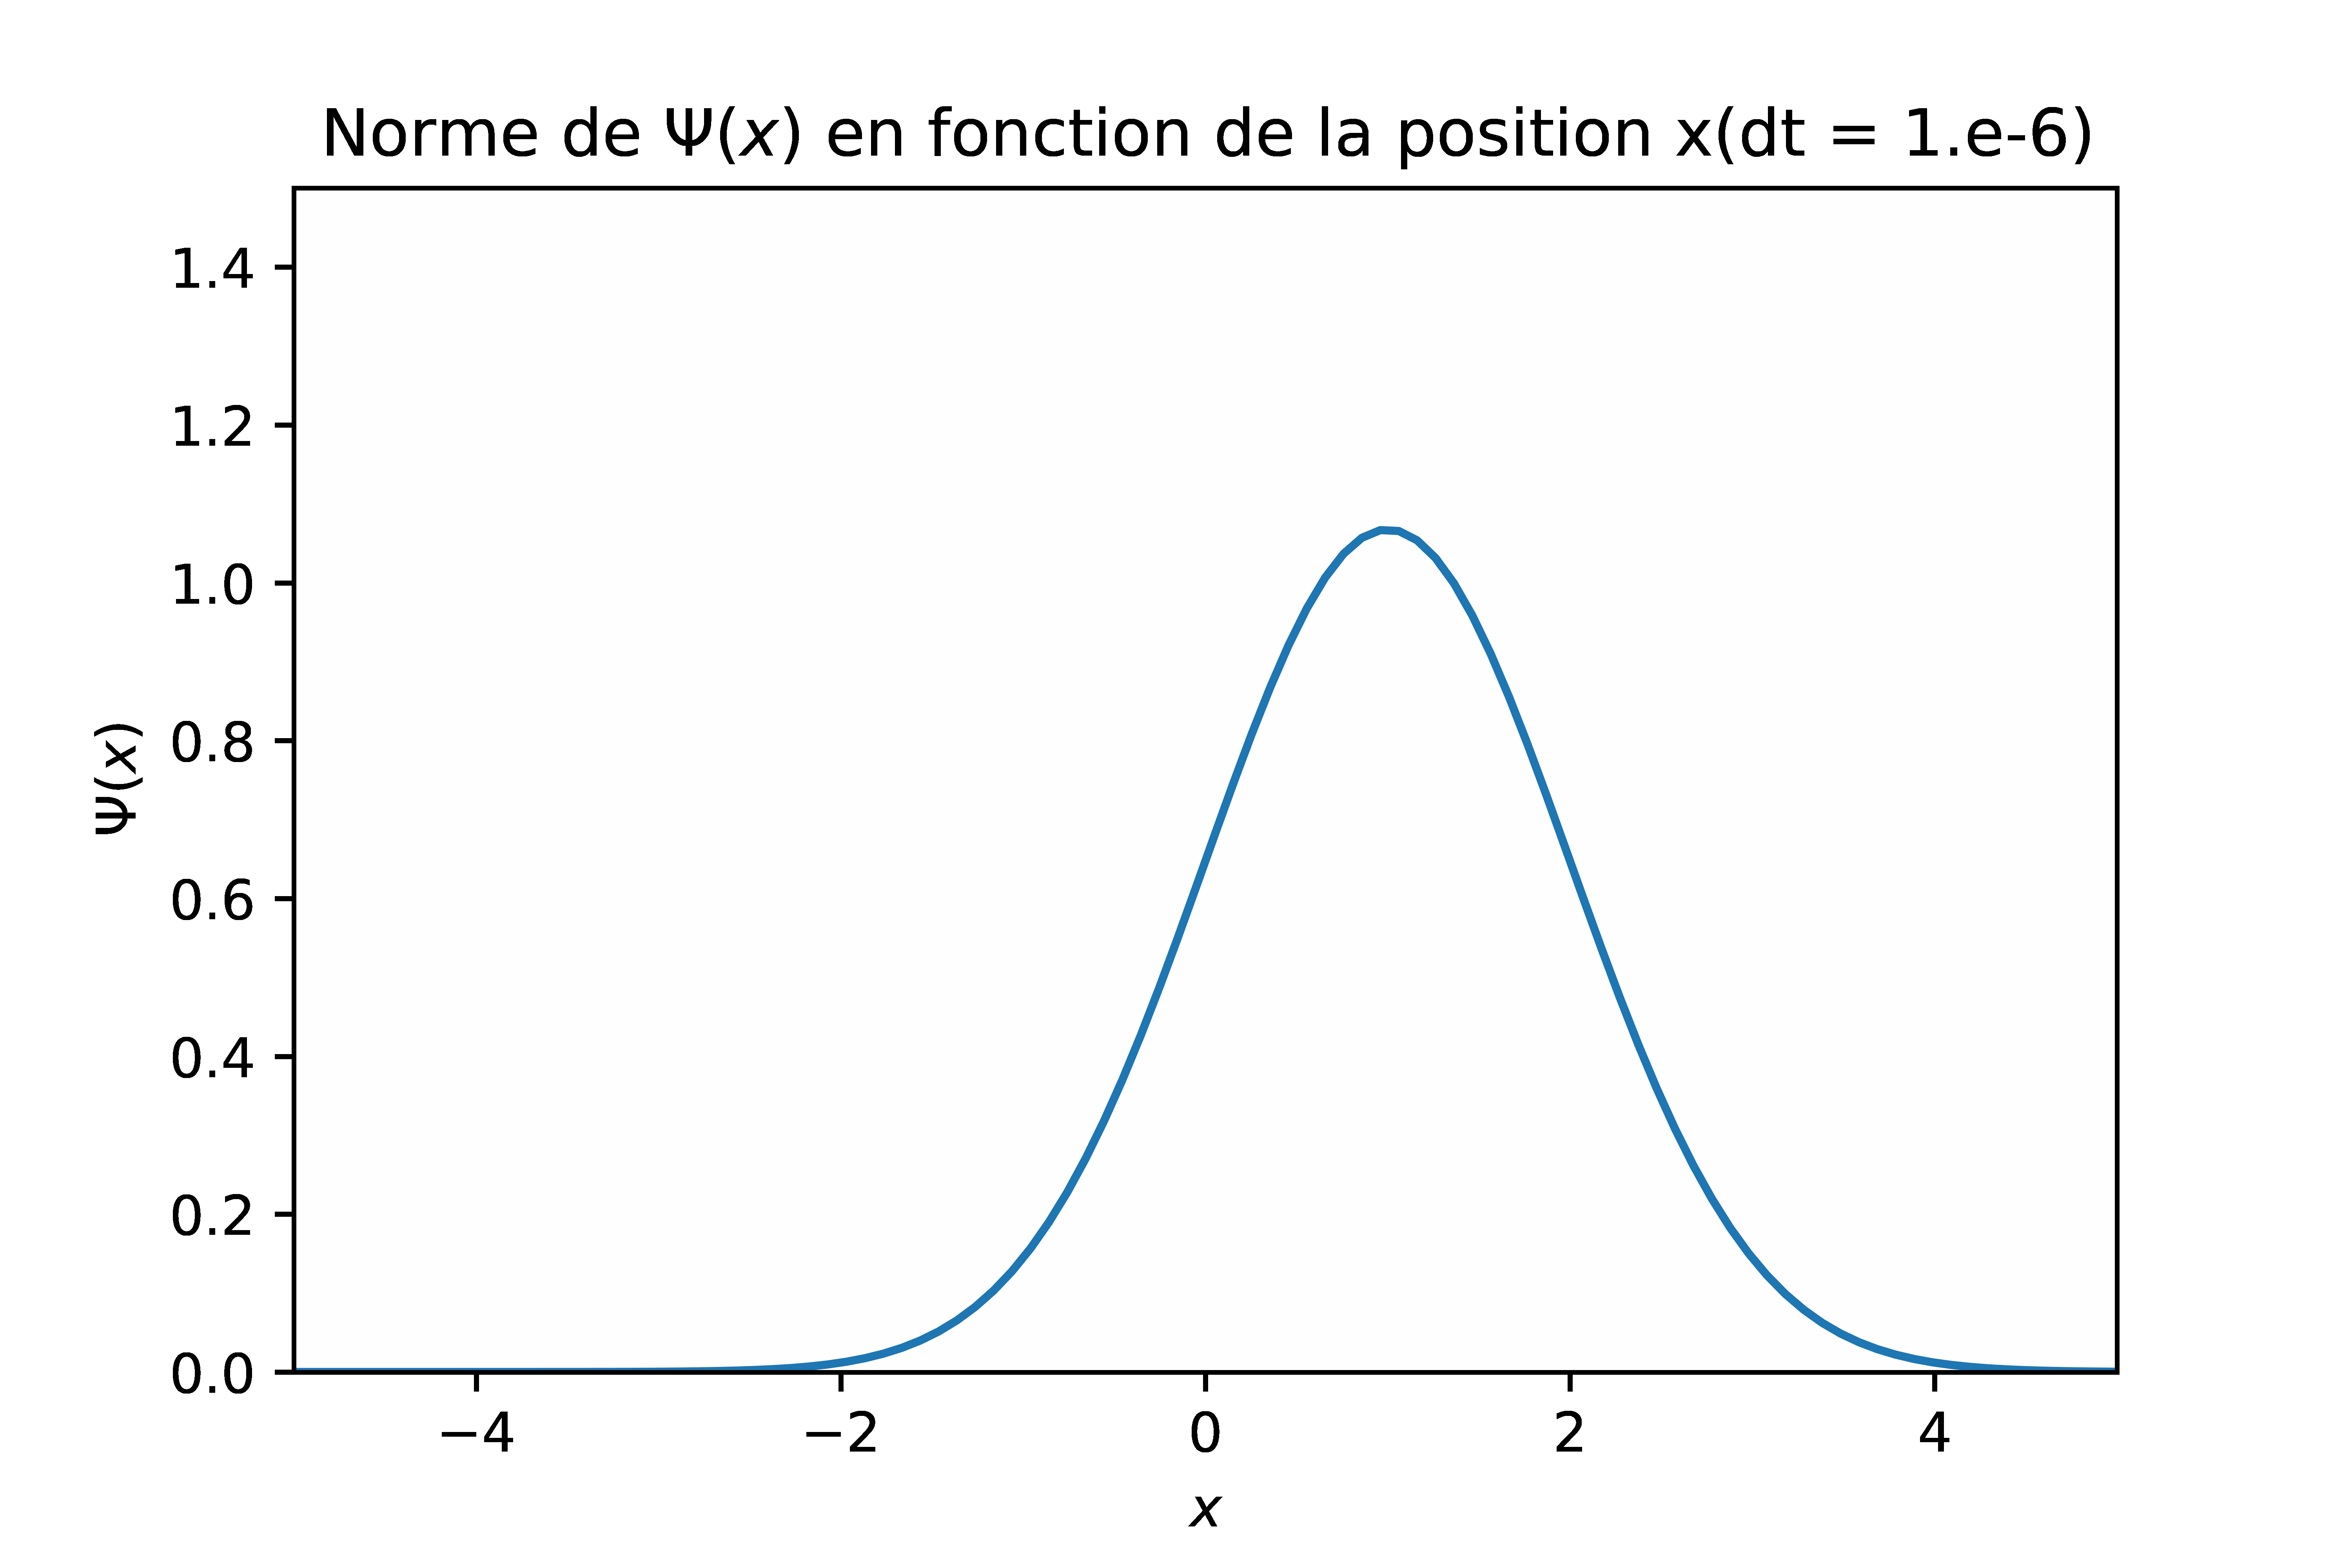 Norme de Ψ(x) en fonction de la position x(dt = 1.e-6)
1.4
1.2
1.0
0.8
0.6
0.4
0.2
0.0
Ψ(x)
−4 −2 0 2 4
x